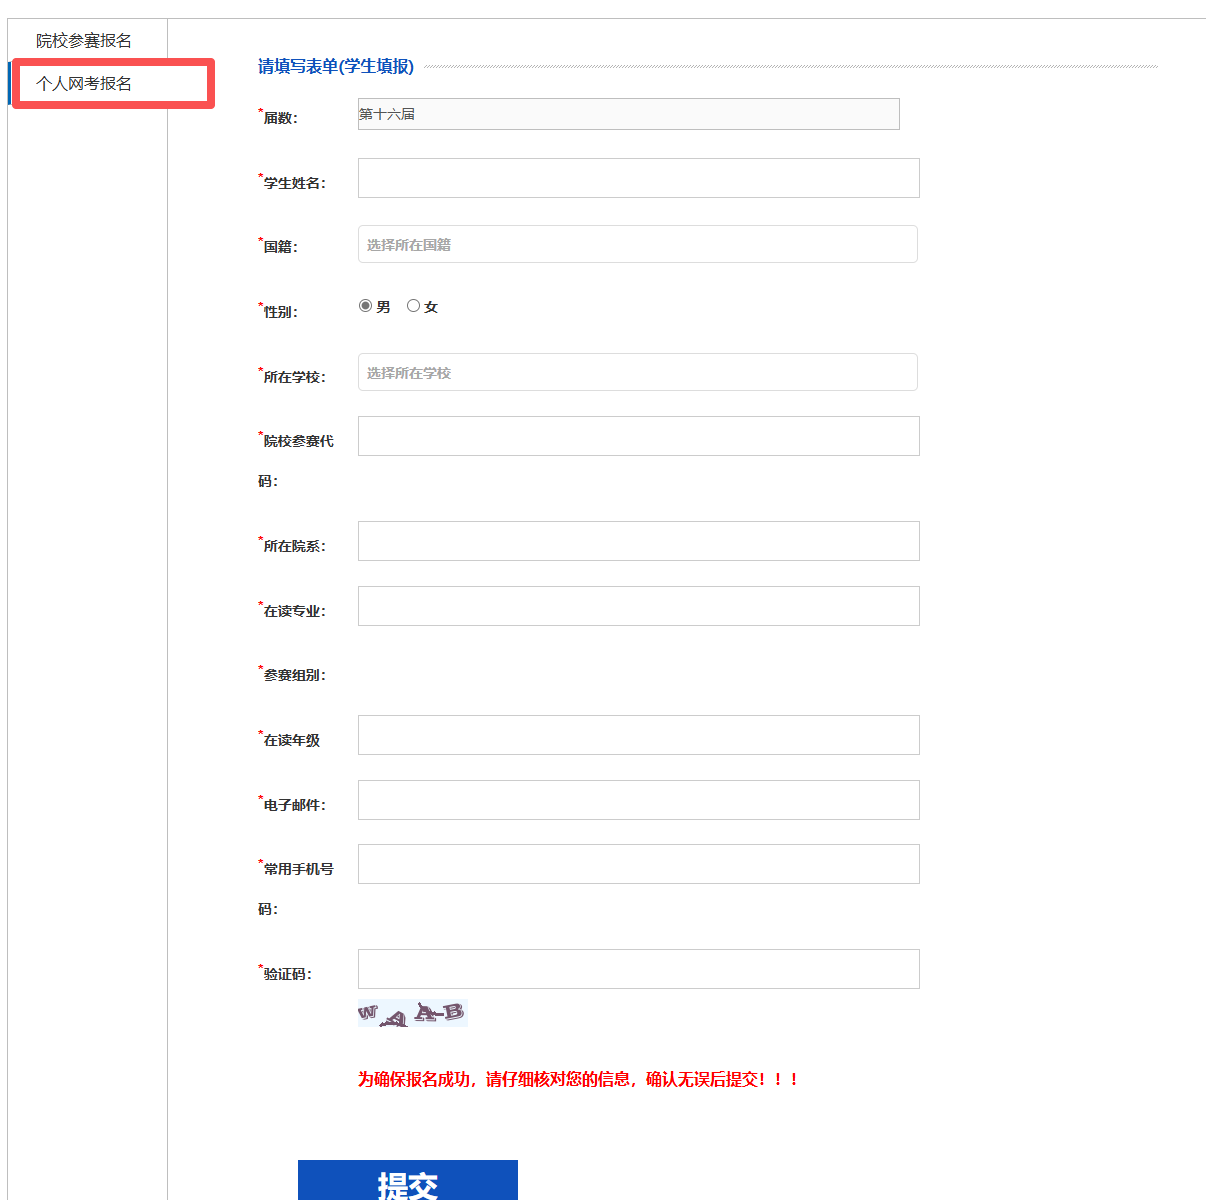 院校参赛报名
个人网考报名
请填写表单(学生填报)
*届数：
第十六届
*学生姓名：
*国籍：
选择所在国籍
*性别：
男 女
*所在学校：
选择所在学校
*院校参赛代
码：
*所在院系：
*在读专业：
*参赛组别：
*在读年级
*电子邮件：
*常用手机号
码：
*验证码：
W A A B
为确保报名成功，请仔细核对您的信息，确认无误后提交！！！
提交